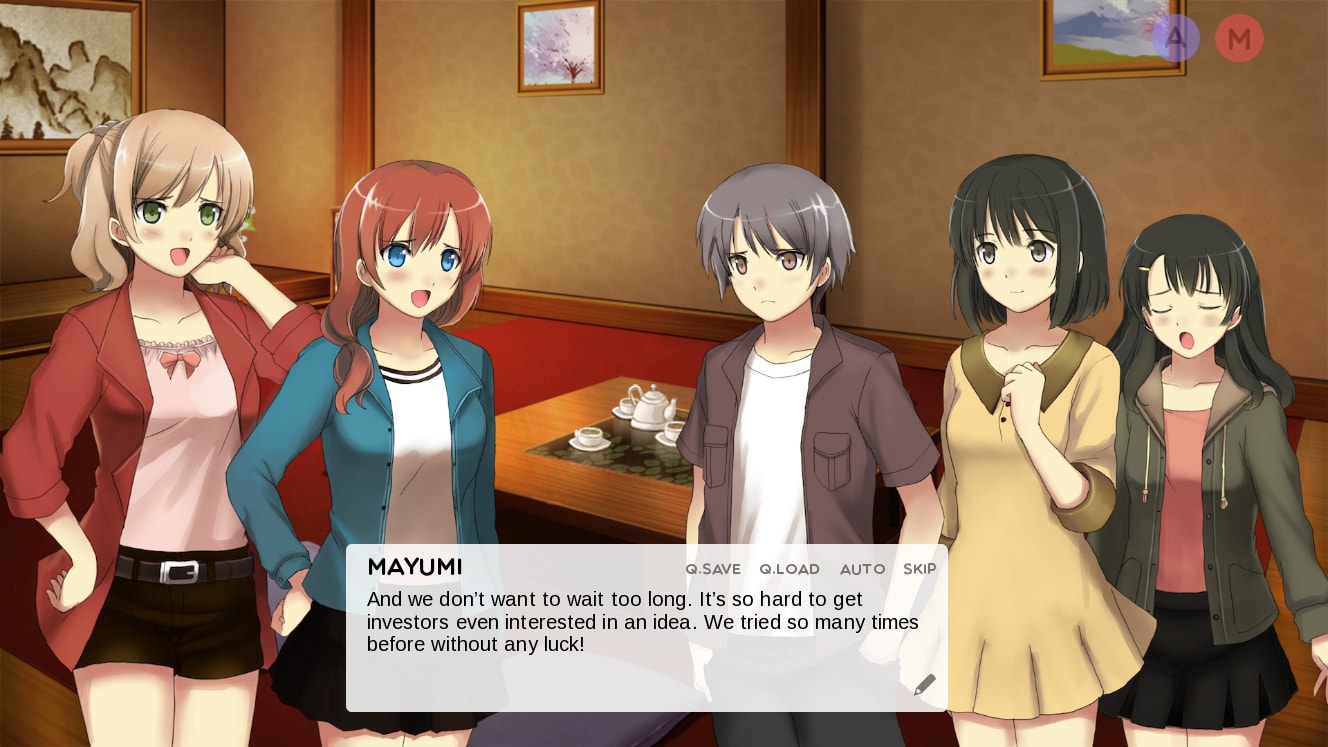 A M
MAYUMI Q.SAVE Q.LOAD AUTO SKIP
And we don’t want to wait too long. It’s so hard to get
investors even interested in an idea. We tried so many times
before without any luck!